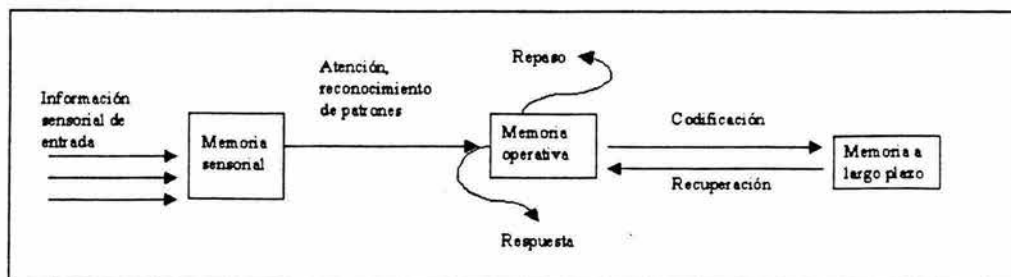 Información
sensorial de
entrada
Memoria
sensorial
Atención,
reconocimiento
de patrones
Repaso
Memoria
operativa
Respuesta
Codificación
Recuperación
Memoria a
largo plazo